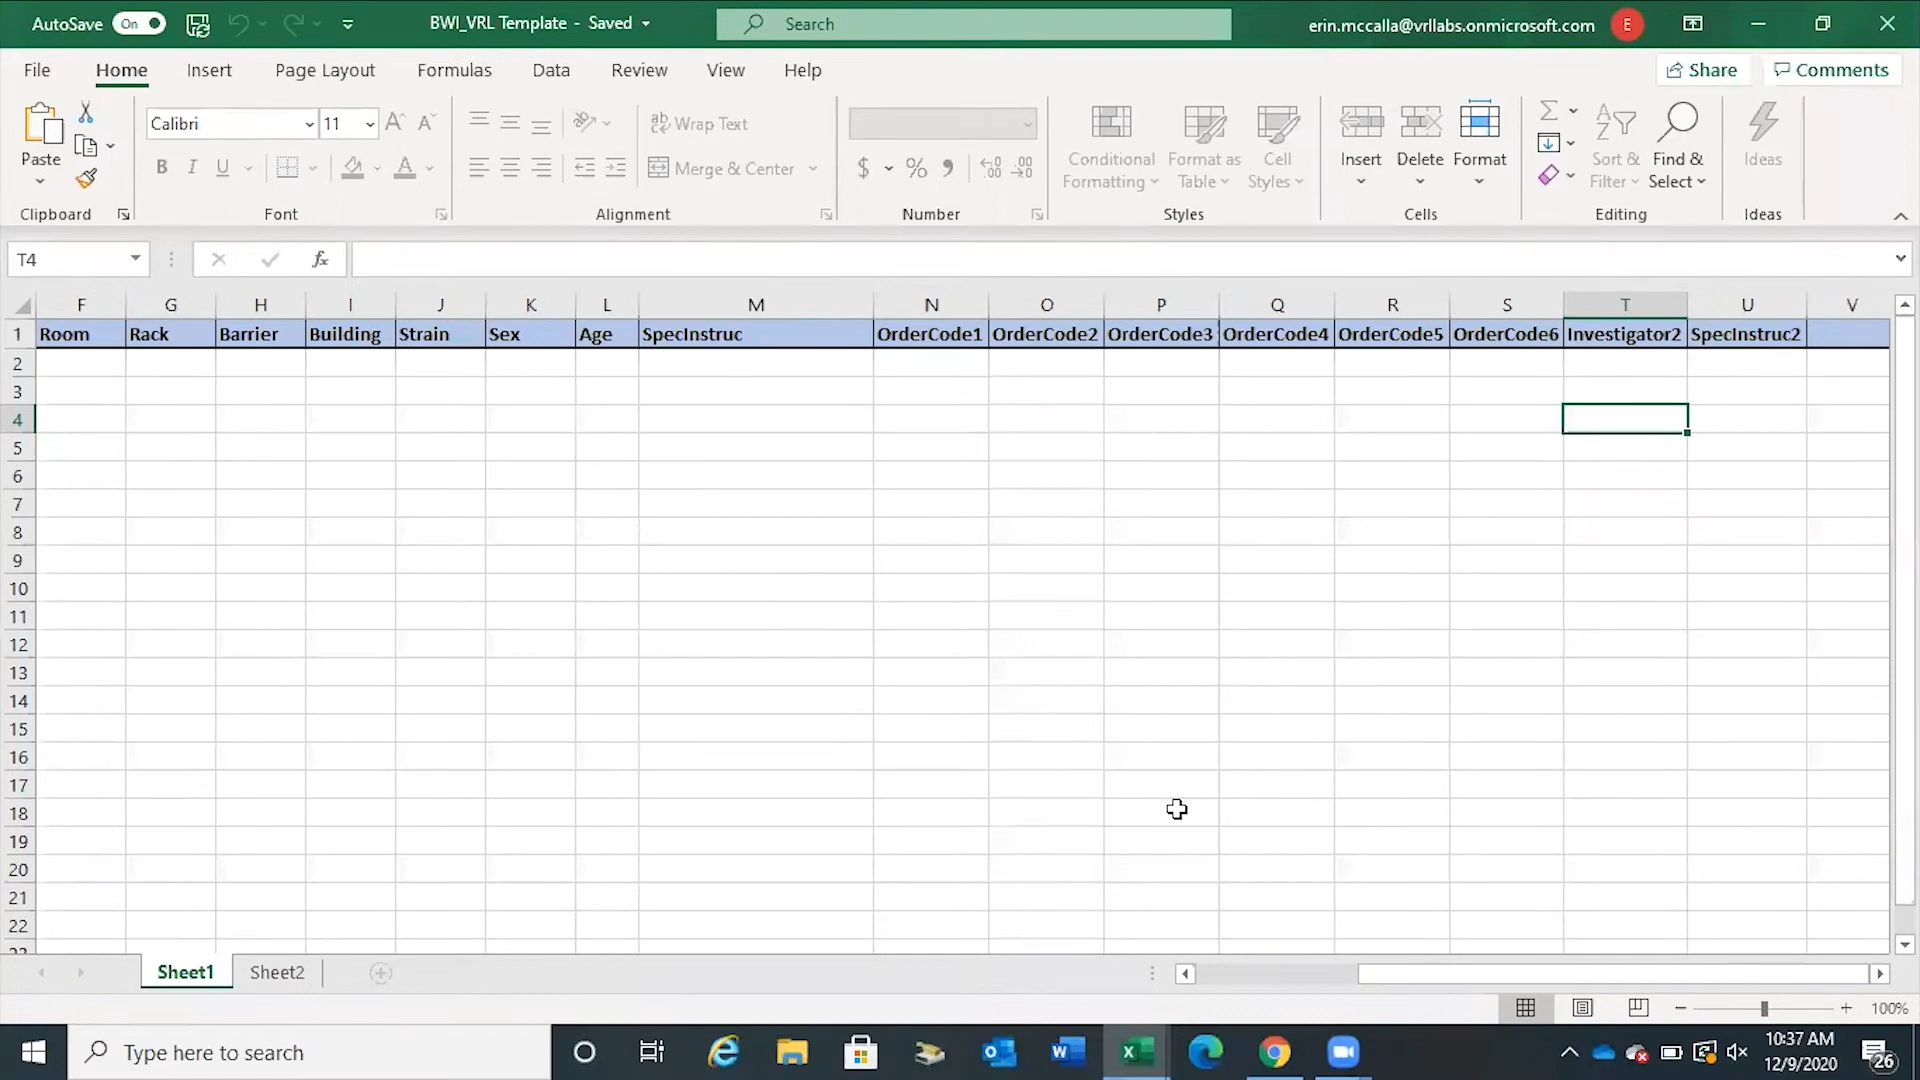 AutoSave On BWI_VRL Template - Saved Search erin.mccalla@vrllabs.onmicrosoft.com E
File Home Insert Page Layout Formulas Data Review View Help Share Comments
Calibri 11 Wrap Text
Paste B I U A Merge & Center $ % Conditional Formatting Format as Table Cell Styles Insert Delete Format Sort & Filter Find & Select Ideas
Clipboard Font Alignment Number Styles Cells Editing Ideas
T4 fx
F G H I J K L M N O P Q R S T U V
1 Room Rack Barrier Building Strain Sex Age SpecInstruc OrderCode1 OrderCode2 OrderCode3 OrderCode4 OrderCode5 OrderCode6 Investigator2 SpecInstruc2
2
3
4
5
6
7
8
9
10
11
12
13
14
15
16
17
18
19
20
21
22
23
Sheet1 Sheet2
100%
Type here to search 10:37 AM
12/9/2020 26